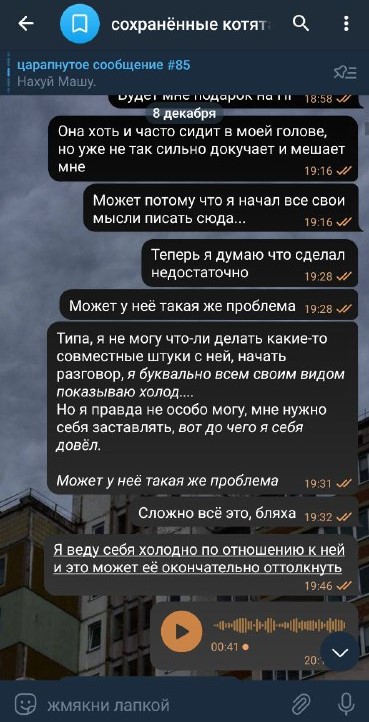 сохранённые котят
царапнутое сообщение #85
Нахуй Машу.
Будет мне подарок на НГ
18:58
8 декабря
Она хоть и часто сидит в моей голове,
но уже не так сильно докучает и мешает
мне
19:16
Может потому что я начал все свои
мысли писать сюда...
19:16
Теперь я думаю что сделал
недостаточно
19:28
Может у неё такая же проблема 19:28
Типа, я не могу что-ли делать какие-то
совместные штуки с ней, начать
разговор, я буквально всем своим видом
показываю холод....
Но я правда не особо могу, мне нужно
себя заставлять, вот до чего я себя
довёл.
Может у неё такая же проблема
19:31
Сложно всё это, бляха 19:32
Я веду себя холодно по отношению к ней
и это может её окончательно оттолкнуть
19:46
00:41
20:
жмякни лапкой